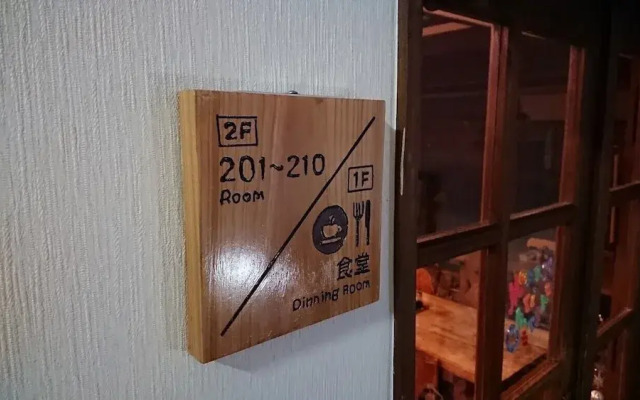 2F
201~210
Room
1F
食堂
Dinning Room